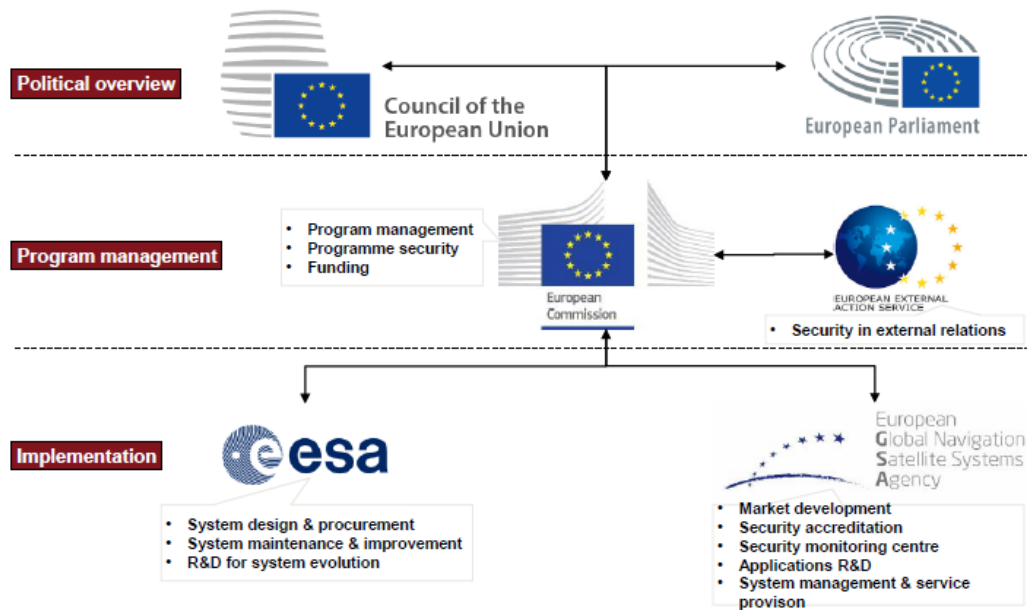 Political overview
Council of the
European Union
European Parliament
Program management
• Program management
• Programme security
• Funding
European
Commission
EUROPEAN EXTERNAL
ACTION SERVICE
• Security in external relations
Implementation
esa
European
Global Navigation
Satellite Systems
Agency
• System design & procurement
• System maintenance & improvement
• R&D for system evolution
• Market development
• Security accreditation
• Security monitoring centre
• Applications R&D
• System management & service
provison